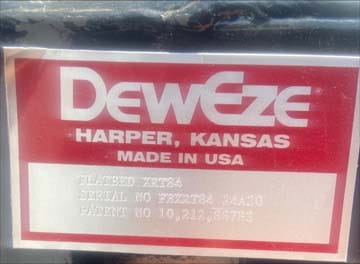 DEWEZE
HARPER, KANSAS
MADE IN USA
FLATBED XRT84
SERIAL NO
PATENT NO